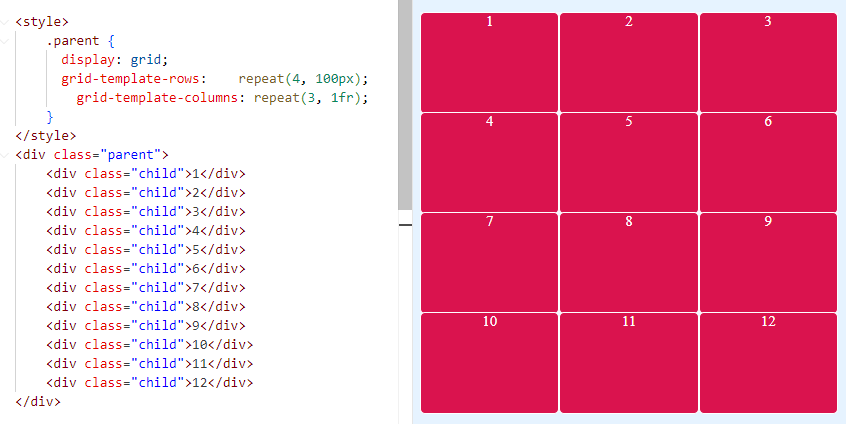 <style>
.parent {
display: grid;
grid-template-rows:    repeat(4, 100px);
grid-template-columns: repeat(3, 1fr);
}
</style>
<div class="parent">
<div class="child">1</div>
<div class="child">2</div>
<div class="child">3</div>
<div class="child">4</div>
<div class="child">5</div>
<div class="child">6</div>
<div class="child">7</div>
<div class="child">8</div>
<div class="child">9</div>
<div class="child">10</div>
<div class="child">11</div>
<div class="child">12</div>
</div>
1 2 3
4 5 6
7 8 9
10 11 12